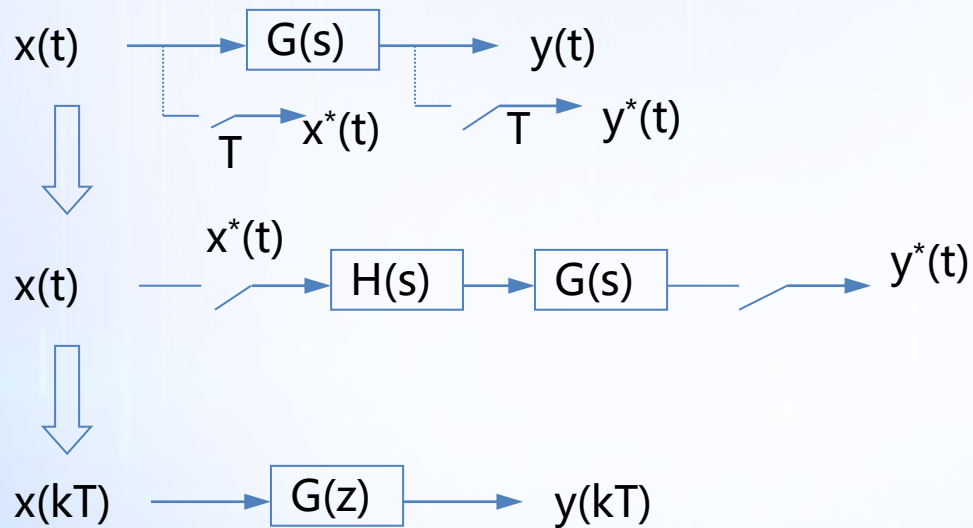 x(t) G(s) y(t)
T x*(t) T y*(t)
x*(t)
x(t) H(s) G(s) y*(t)
x(kT) G(z) y(kT)